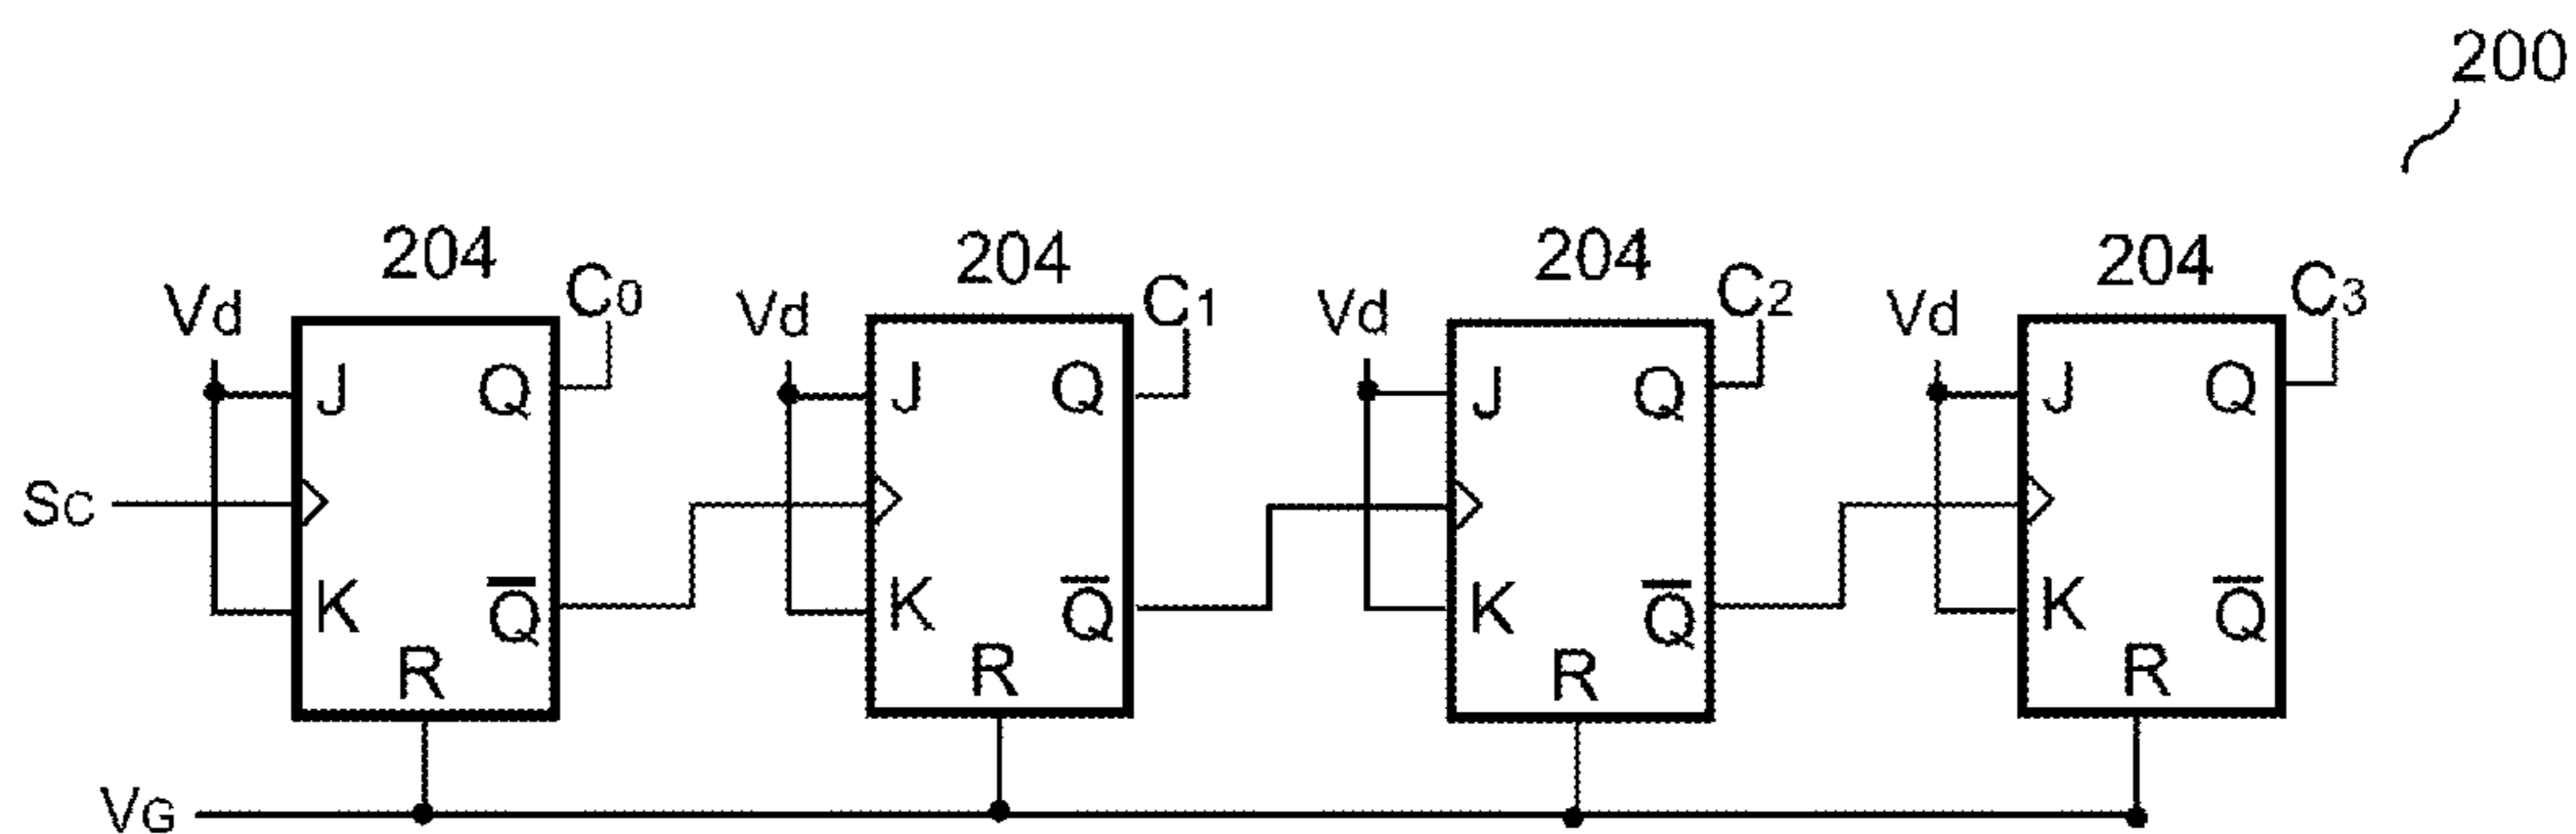 200
204 204 204 204
Vd C0 Vd C1 Vd C2 Vd C3
J Q J Q J Q J Q
Sc
K Q̅ K Q̅ K Q̅ K Q̅
R R R R
VG